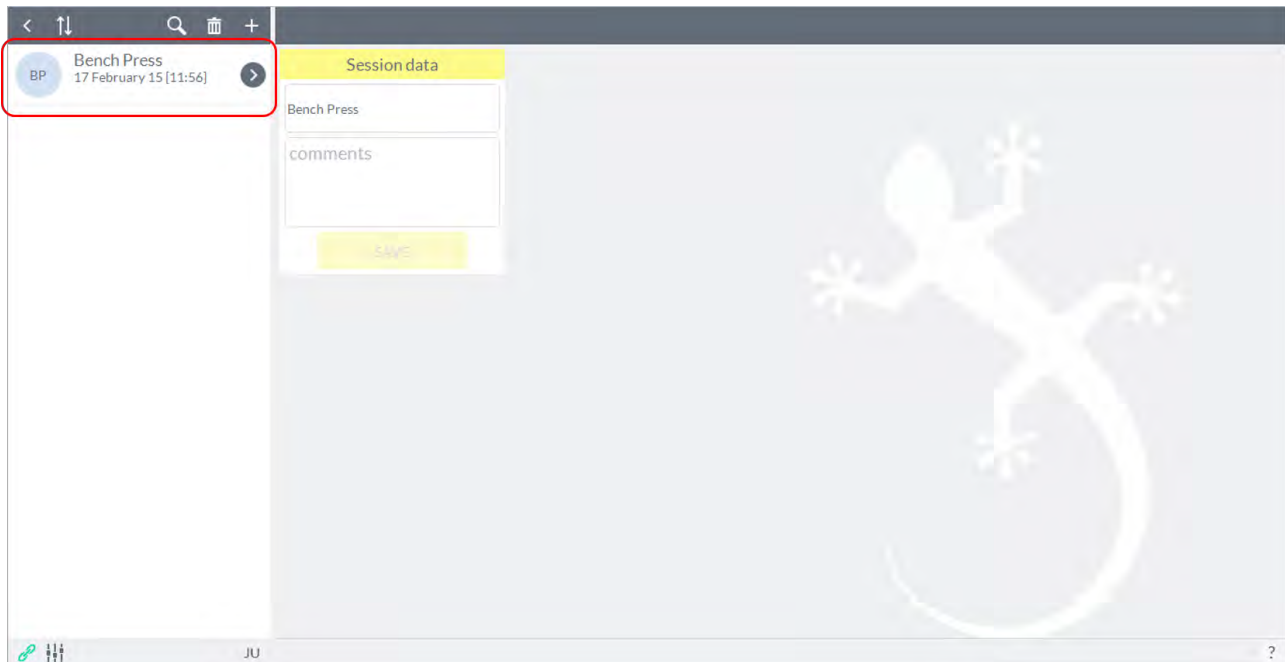 BP
Bench Press
17 February 15 [11:56]
Session data
Bench Press
comments
SAVE
JU
?